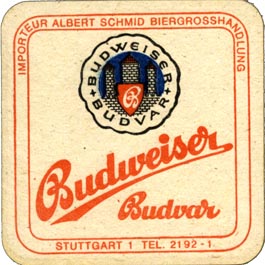 IMPORTEUR ALBERT SCHMID BIERGROSSHANDLUNG
BUDWEISER
BUDVAR
B
Budweiser
Budvar
STUTTGART 1 TEL. 2192-1